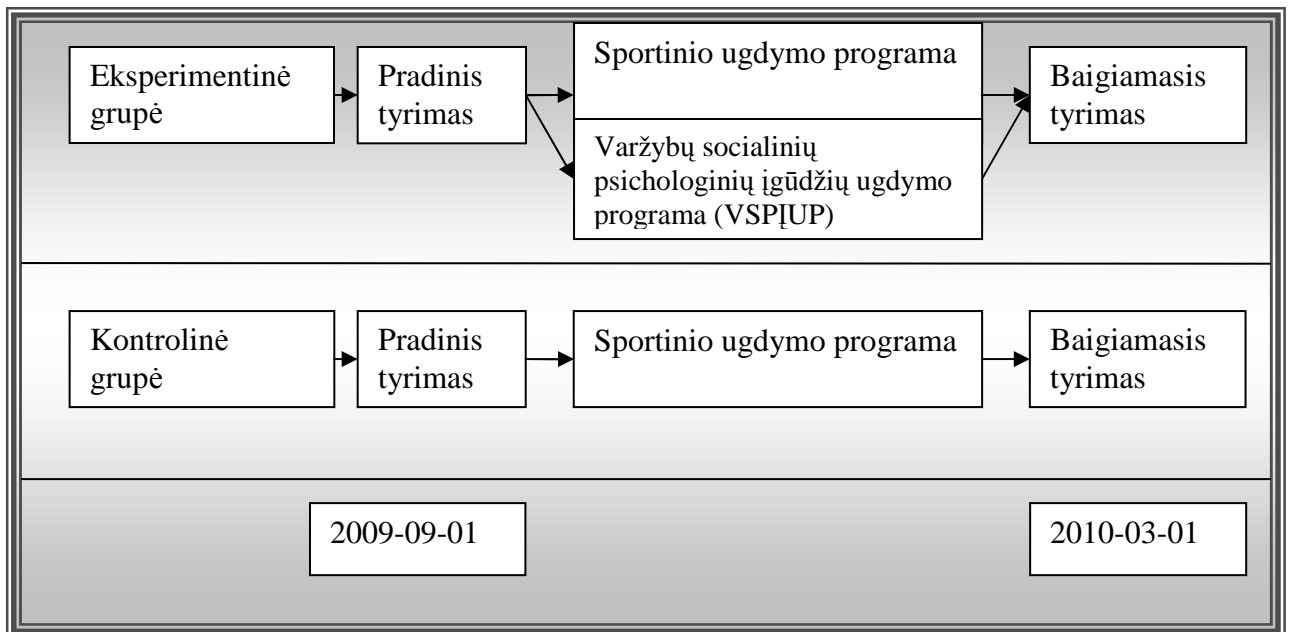 Eksperimentinė
grupė
Pradinis
tyrimas
Sportinio ugdymo programa
Varžybų socialinių
psichologinių įgūdžių ugdymo
programa (VSPĮUP)
Baigiamasis
tyrimas
Kontrolinė
grupė
Pradinis
tyrimas
Sportinio ugdymo programa
Baigiamasis
tyrimas
2009-09-01
2010-03-01